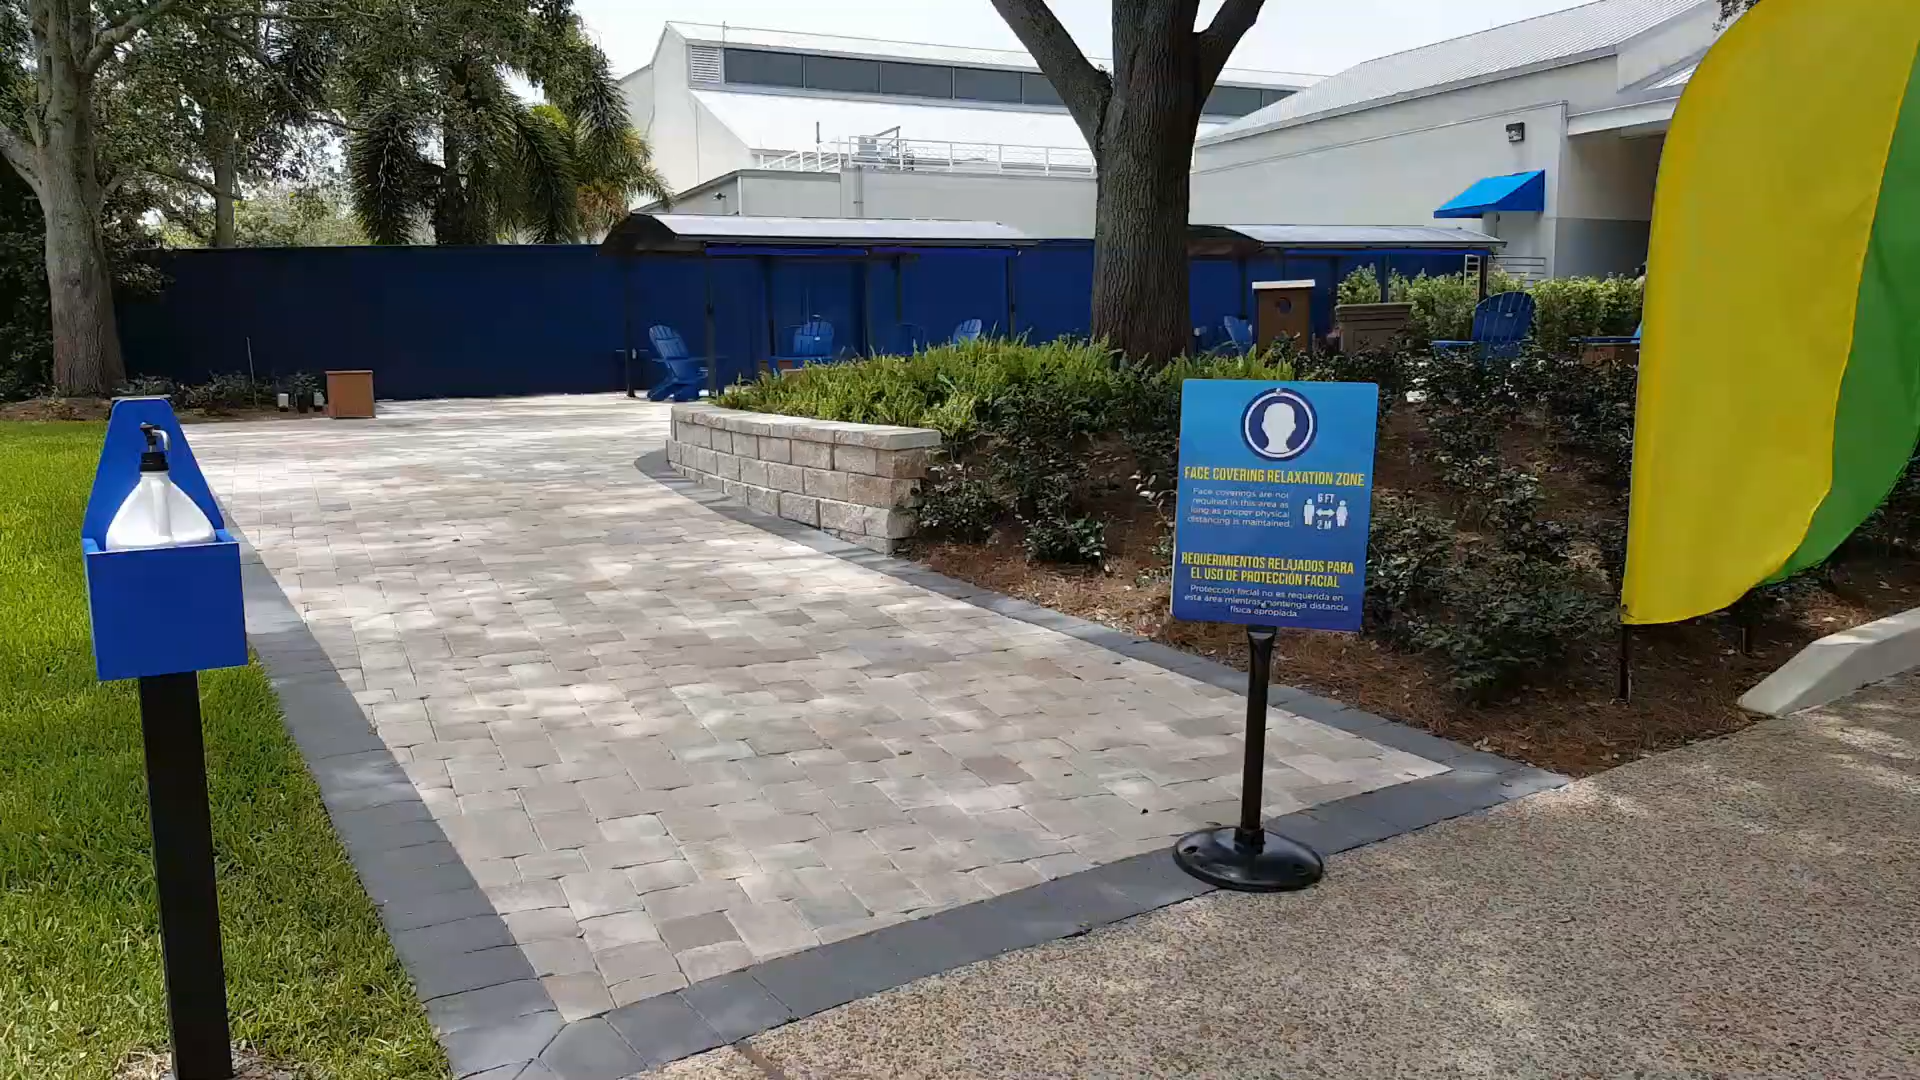 FACE COVERING RELAXATION ZONE
Face coverings are not
required in this area as
long as proper physical
distancing is maintained.
6 FT
2 M
REQUERIMIENTOS RELAJADOS PARA
EL USO DE PROTECCIÓN FACIAL
Protección facial no es requerida en
esta área mientras mantenga distancia
física apropiada.